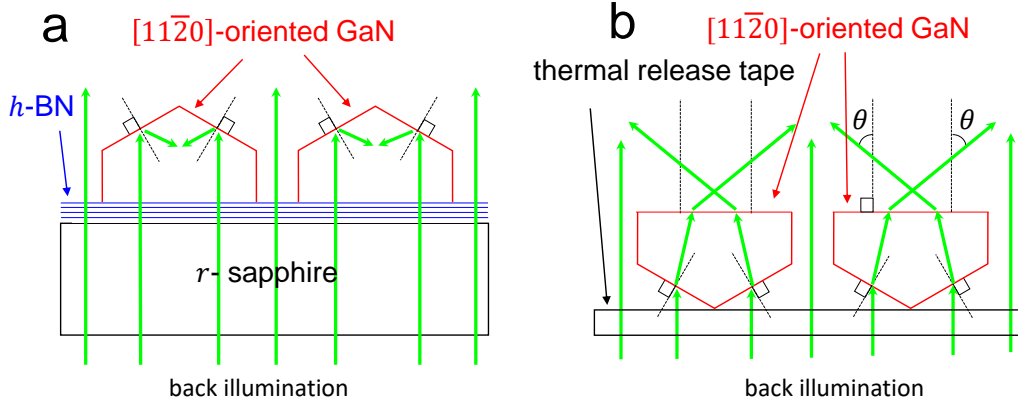 a
[11\overline{2}0]-oriented GaN
h-BN
r- sapphire
back illumination
b
[11\overline{2}0]-oriented GaN
thermal release tape
θ
θ
back illumination